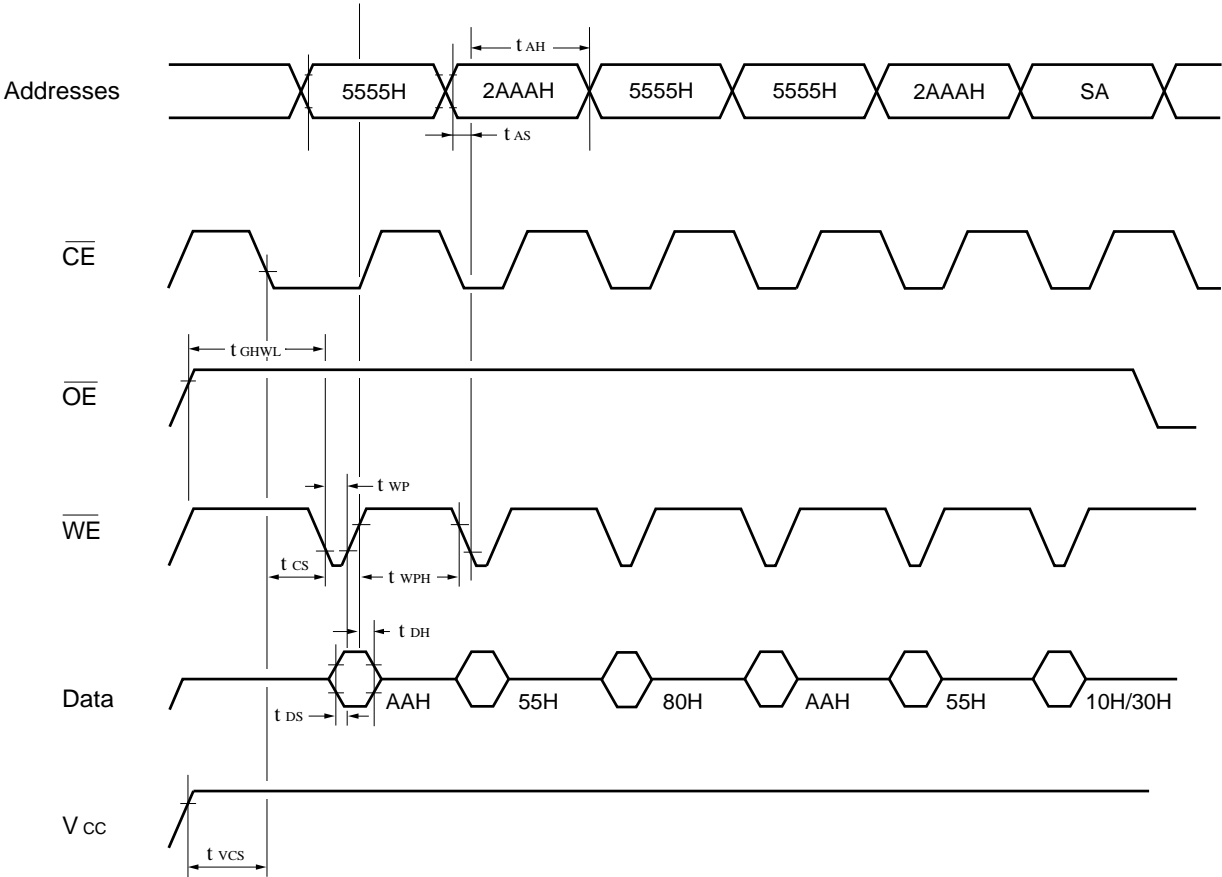 t AH
Addresses 5555H 2AAAH 5555H 5555H 2AAAH SA
t AS
CE
t GHWL
OE
t WP
WE
t CS t WPH
t DH
Data AAH 55H 80H AAH 55H 10H/30H
t DS
V CC
t VCS